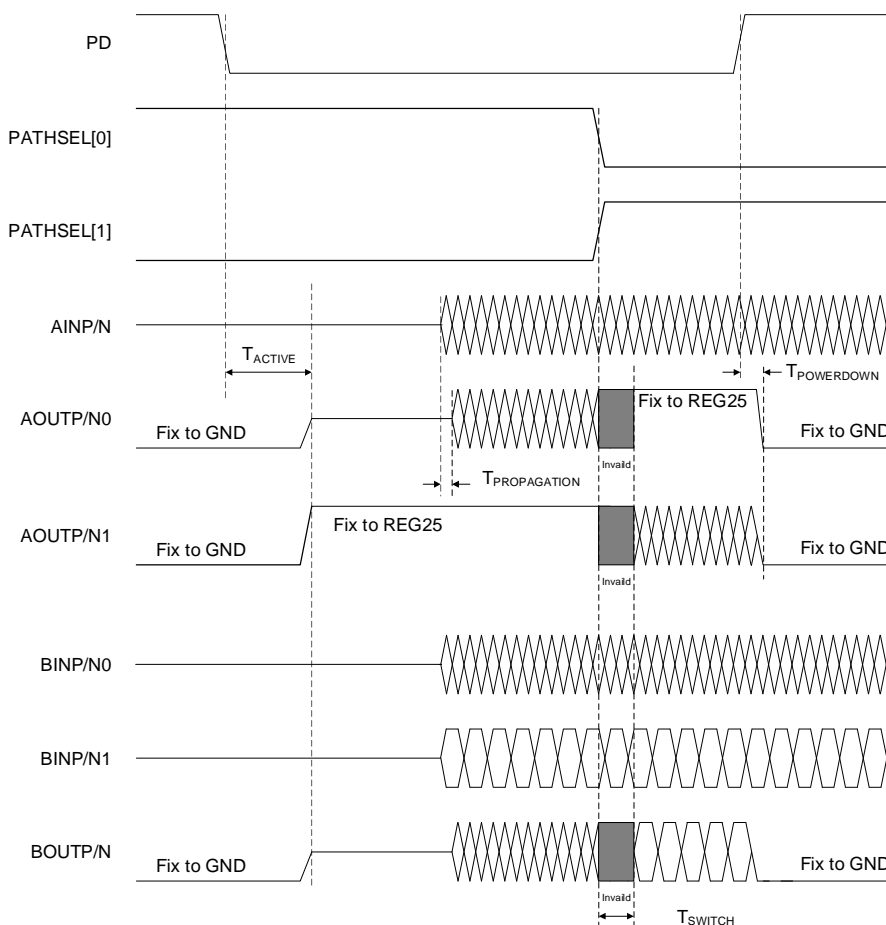 PD
PATHSEL[0]
PATHSEL[1]
AINP/N
TACTIVE
TPOWERDOWN
AOUTP/N0
Fix to GND
Fix to REG25
Fix to GND
Invaild
TPROPAGATION
AOUTP/N1
Fix to GND
Fix to REG25
Fix to GND
Invaild
BINP/N0
BINP/N1
BOUTP/N
Fix to GND
Fix to GND
Invaild
TSWITCH